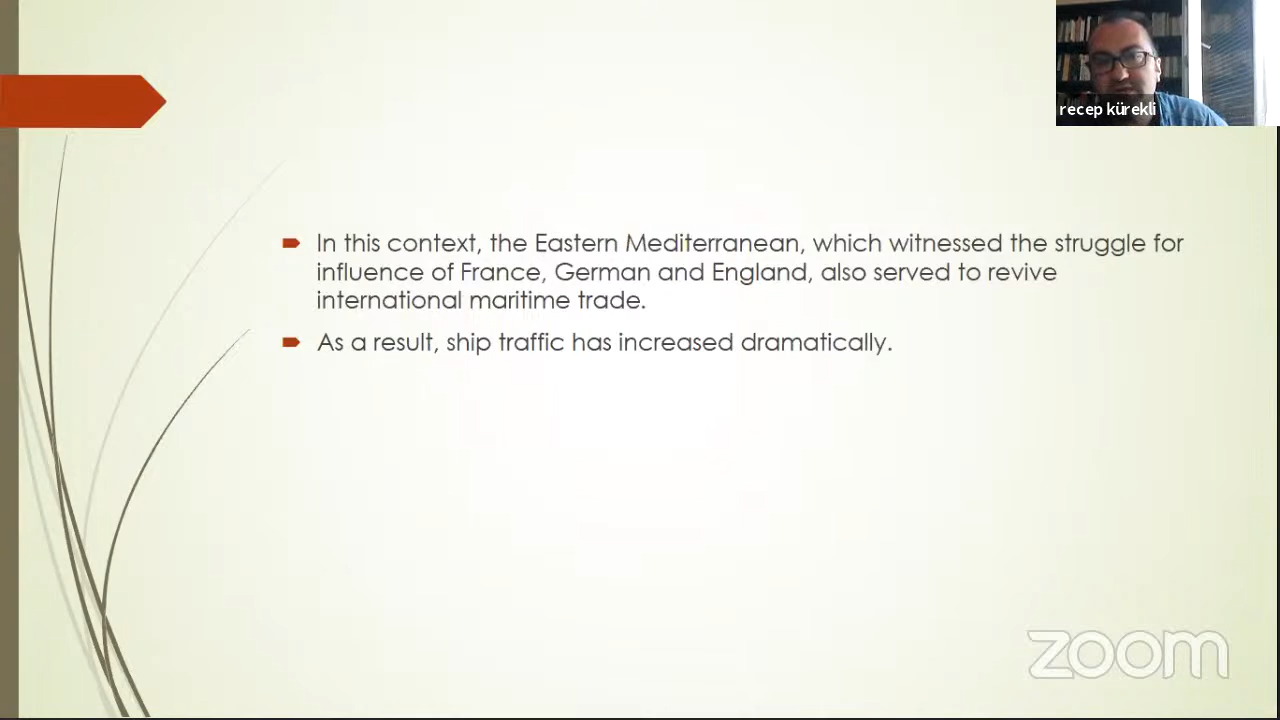 recep kürekli
In this context, the Eastern Mediterranean, which witnessed the struggle for
influence of France, German and England, also served to revive
international maritime trade.
As a result, ship traffic has increased dramatically.
zoom